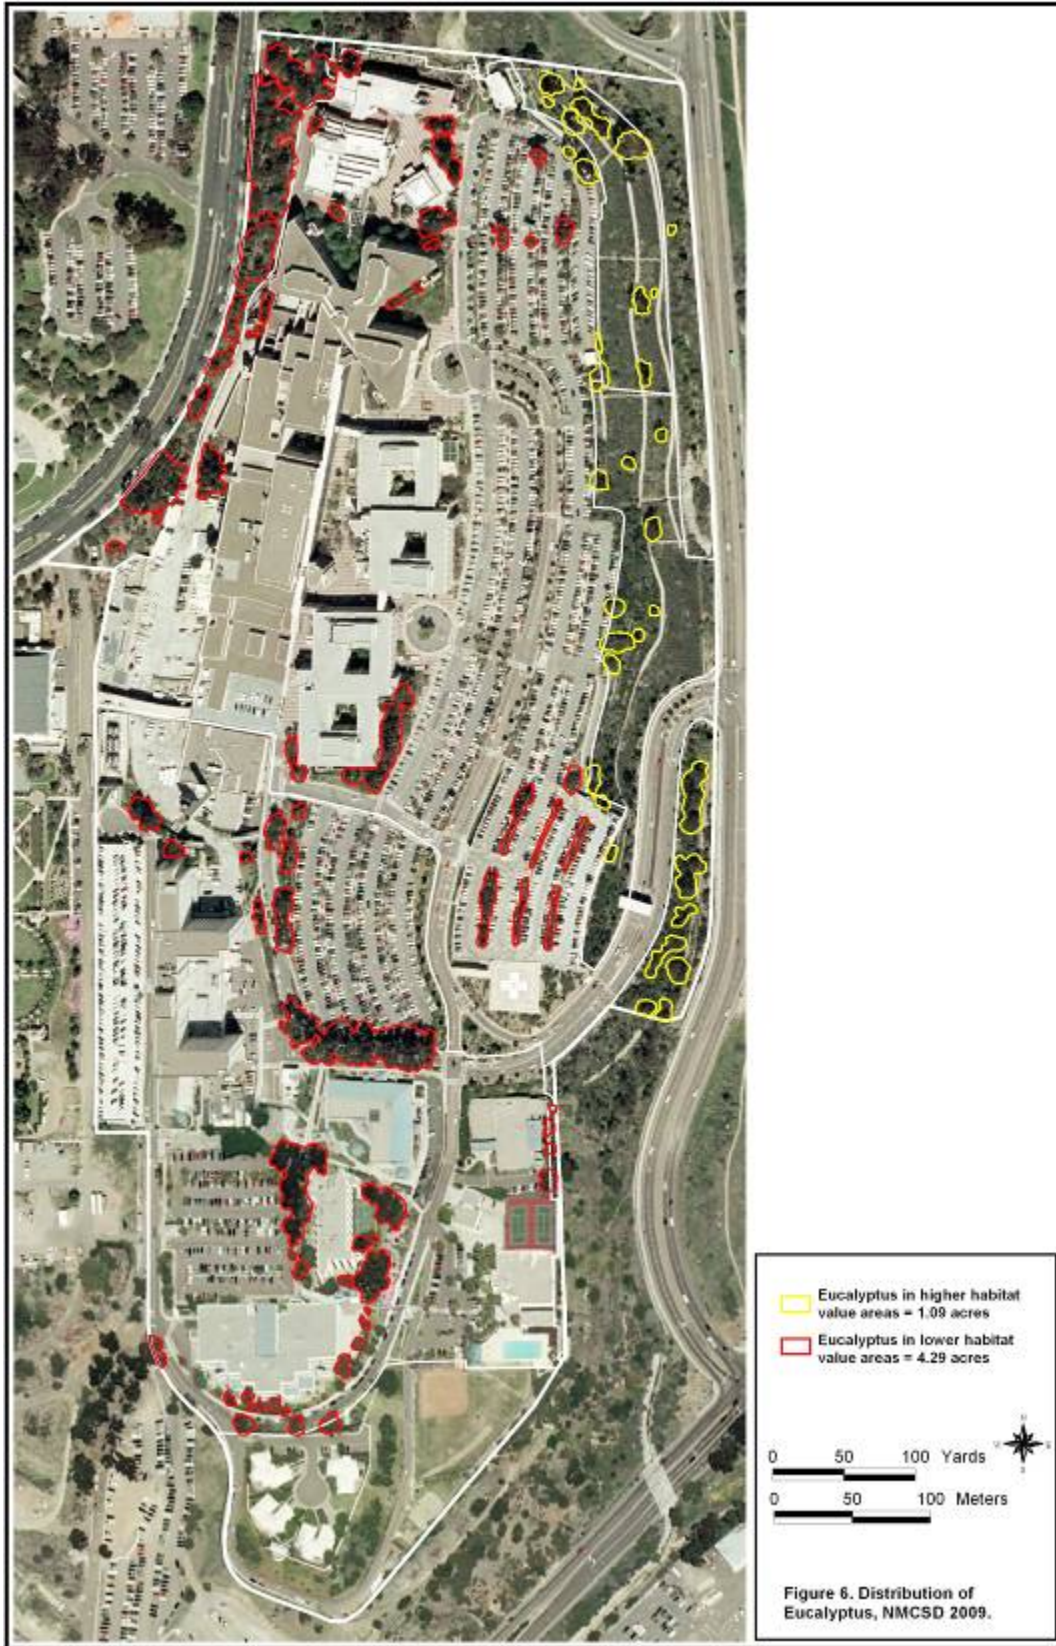 Eucalyptus in higher habitat
value areas = 1.09 acres
Eucalyptus in lower habitat
value areas = 4.29 acres
0 50 100 Yards
0 50 100 Meters
Figure 6. Distribution of
Eucalyptus, NMCSD 2009.